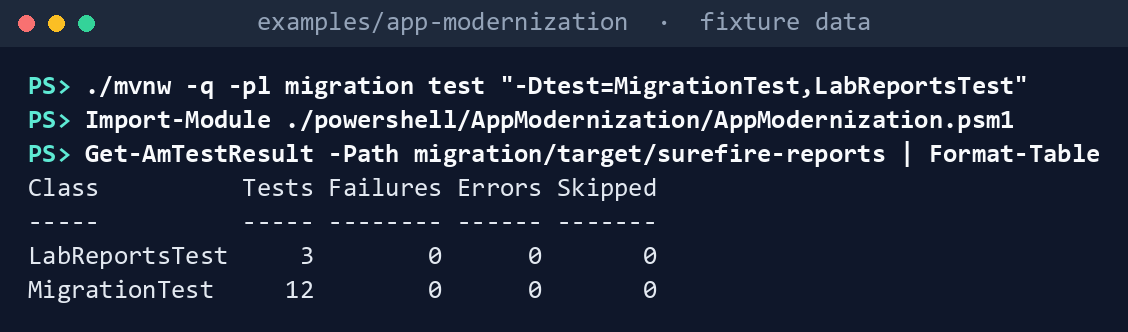 examples/app-modernization · fixture data
PS> ./mvnw -q -pl migration test "-Dtest=MigrationTest,LabReportsTest"
PS> Import-Module ./powershell/AppModernization/AppModernization.psm1
PS> Get-AmTestResult -Path migration/target/surefire-reports | Format-Table
Class          Tests Failures Errors Skipped
-----          ----- -------- ------ -------
LabReportsTest     3        0      0       0
MigrationTest     12        0      0       0